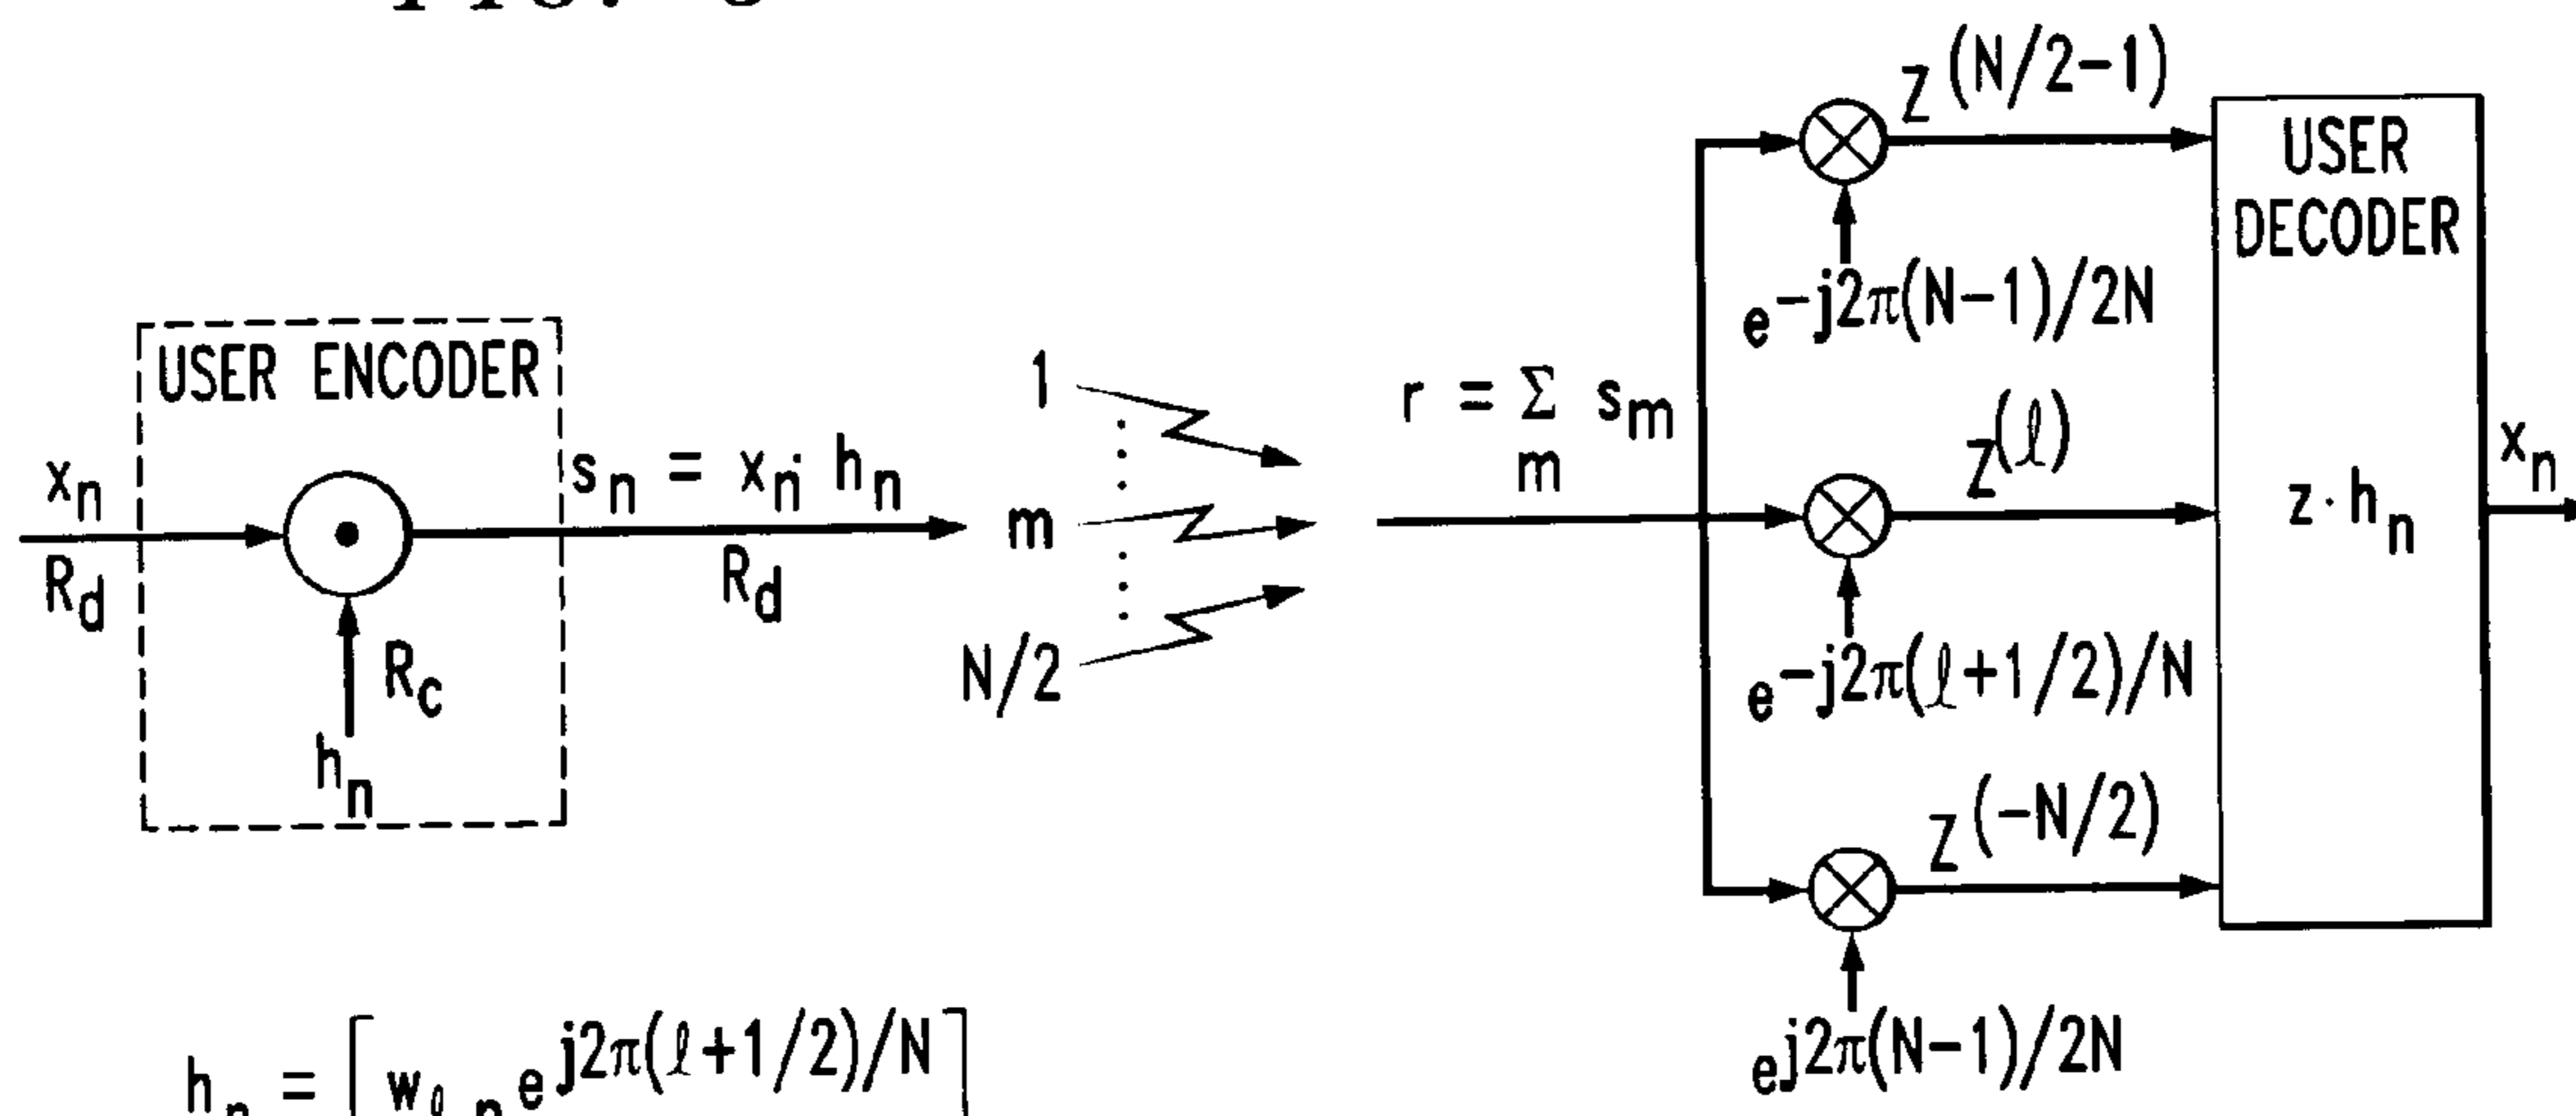 USER ENCODER
x_n
R_d
h_n
R_c
s_n = x_n · h_n
R_d
1
m
N/2
r = Σ_m s_m
z^(N/2-1)
e^-j2π(N-1)/2N
z^(ℓ)
e^-j2π(ℓ+1/2)/N
z^(-N/2)
e^j2π(N-1)/2N
USER
DECODER
z · h_n
x_n
h_n = [ w_ℓ,n e^j2π(ℓ+1/2)/N ]